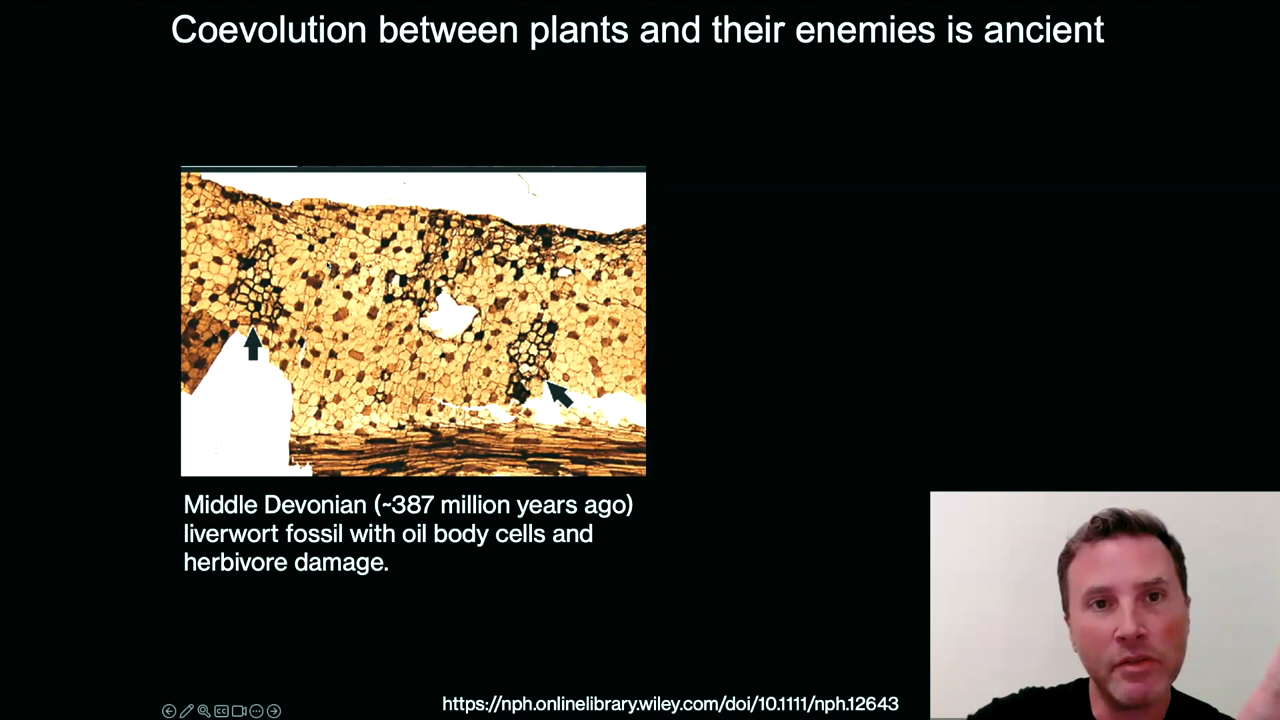 Coevolution between plants and their enemies is ancient
Middle Devonian (~387 million years ago)
liverwort fossil with oil body cells and
herbivore damage.
https://nph.onlinelibrary.wiley.com/doi/10.1111/nph.12643
CC